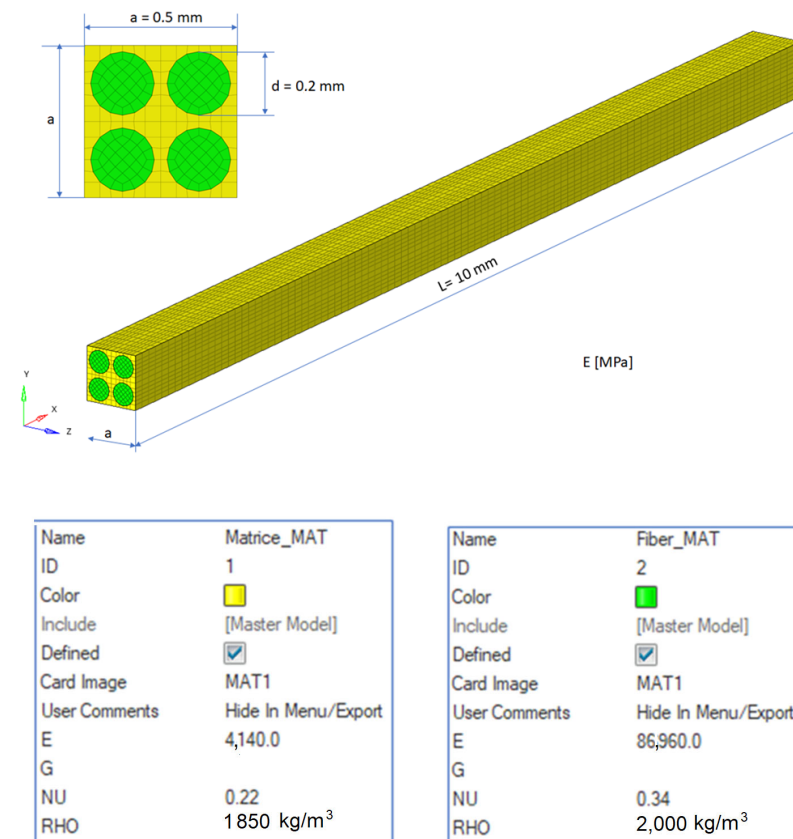 a = 0.5 mm
d = 0.2 mm
a
L= 10 mm
E [MPa]
Y
X
Z
a
Name Matrice_MAT
ID 1
Color
Include [Master Model]
Defined
Card Image MAT1
User Comments Hide In Menu/Export
E 4,140.0
G
NU 0.22
RHO 1850 kg/m³
Name Fiber_MAT
ID 2
Color
Include [Master Model]
Defined
Card Image MAT1
User Comments Hide In Menu/Export
E 86,960.0
G
NU 0.34
RHO 2,000 kg/m³